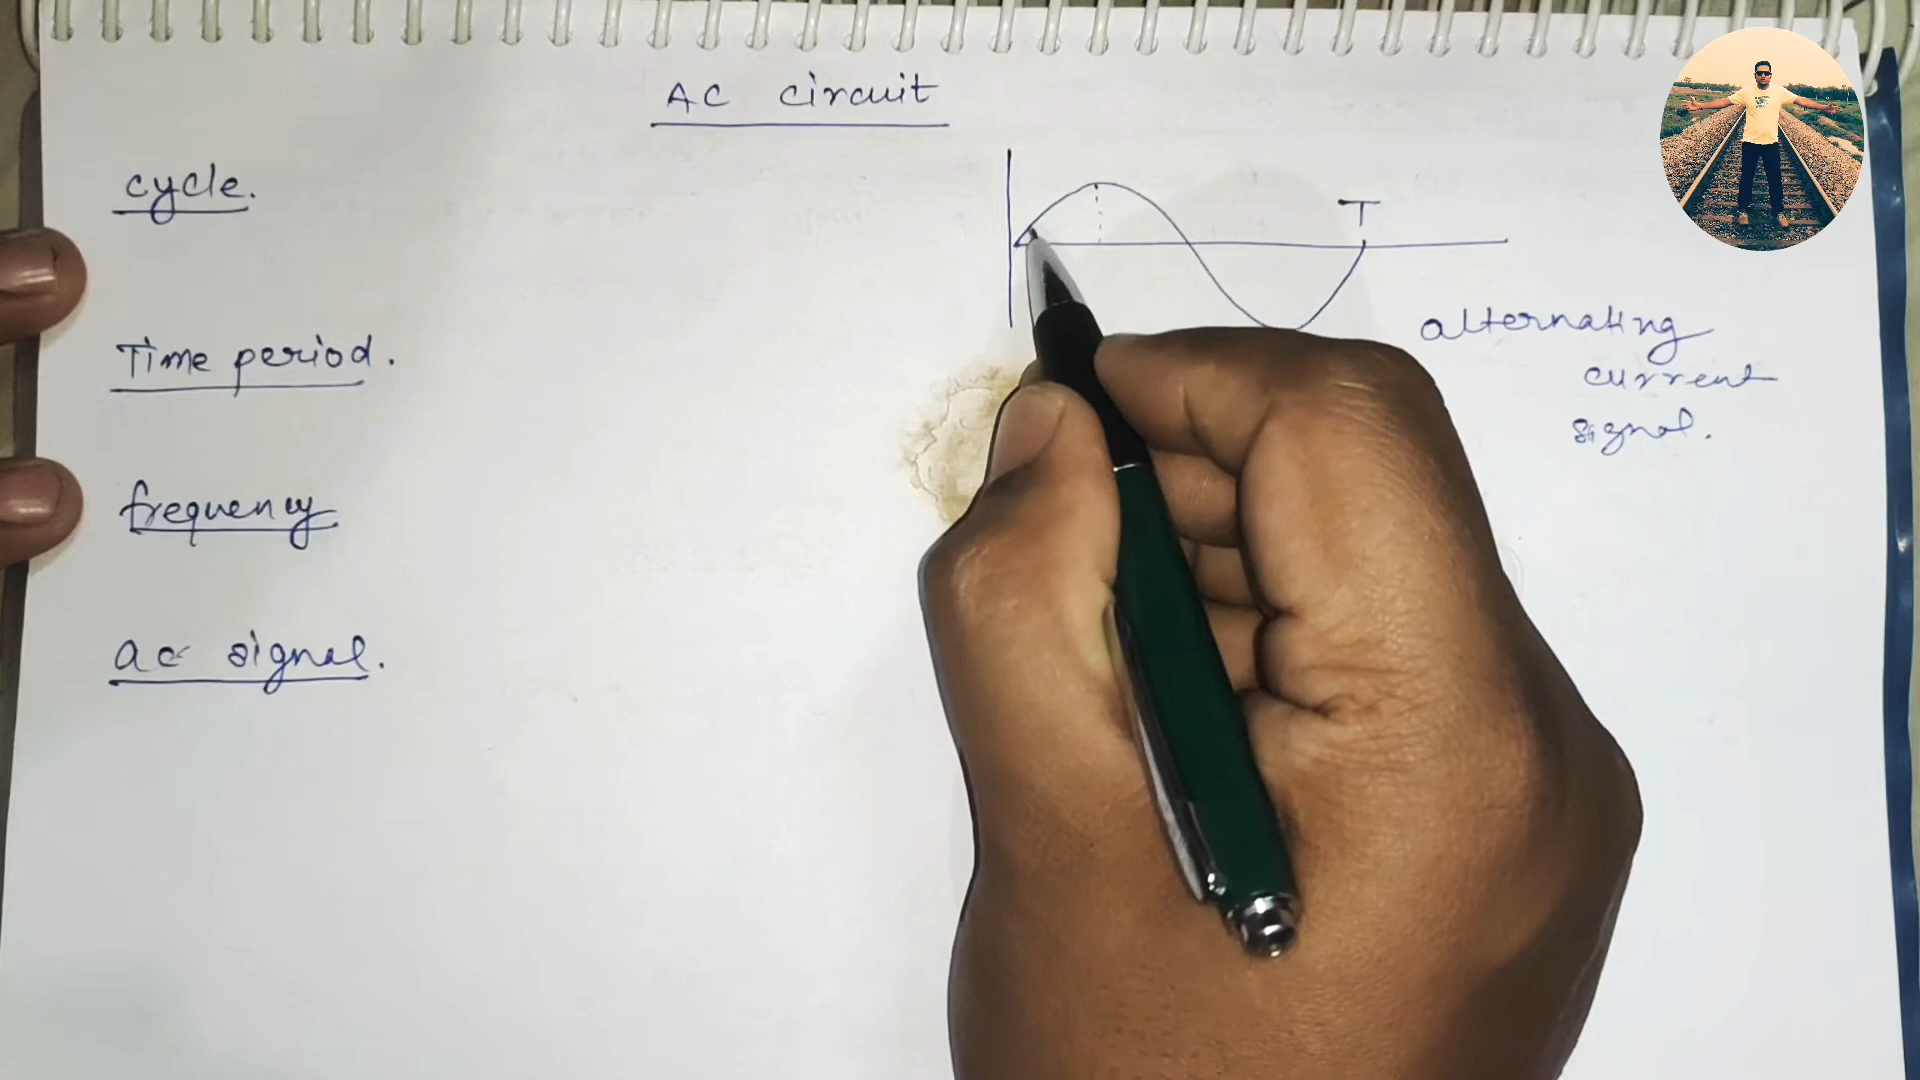 AC circuit
cycle.
T
alternating
current
signal.
Time period.
frequency
ac signal.